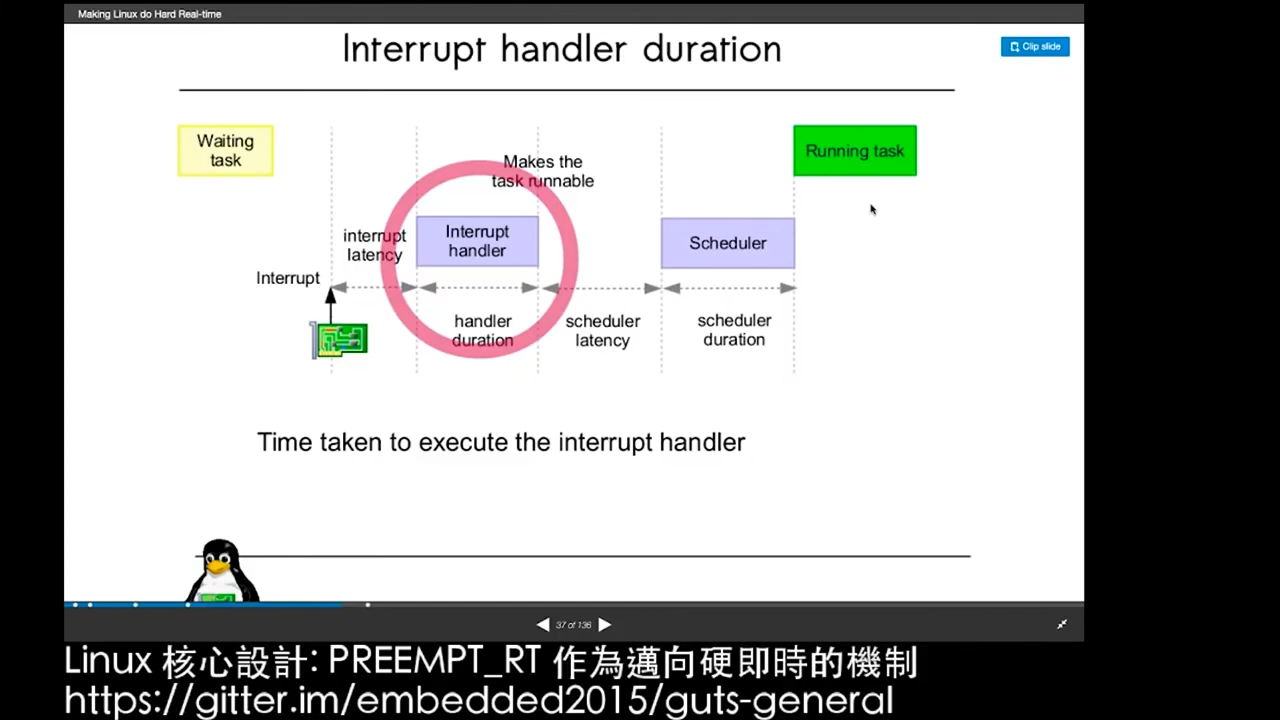 Making Linux do Hard Real-time
Interrupt handler duration
Clip slide
Waiting
task
Makes the
task runnable
Running task
interrupt
latency
Interrupt
handler
Scheduler
Interrupt
handler
duration
scheduler
latency
scheduler
duration
Time taken to execute the interrupt handler
37 of 136
Linux 核心設計: PREEMPT_RT 作為邁向硬即時的機制
https://gitter.im/embedded2015/guts-general